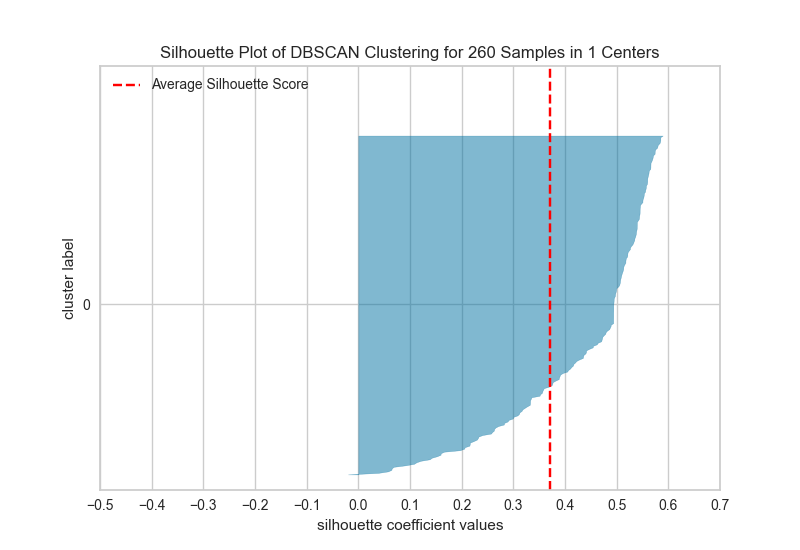 Silhouette Plot of DBSCAN Clustering for 260 Samples in 1 Centers
Average Silhouette Score
cluster label
0
−0.5 −0.4 −0.3 −0.2 −0.1 0.0 0.1 0.2 0.3 0.4 0.5 0.6 0.7
silhouette coefficient values